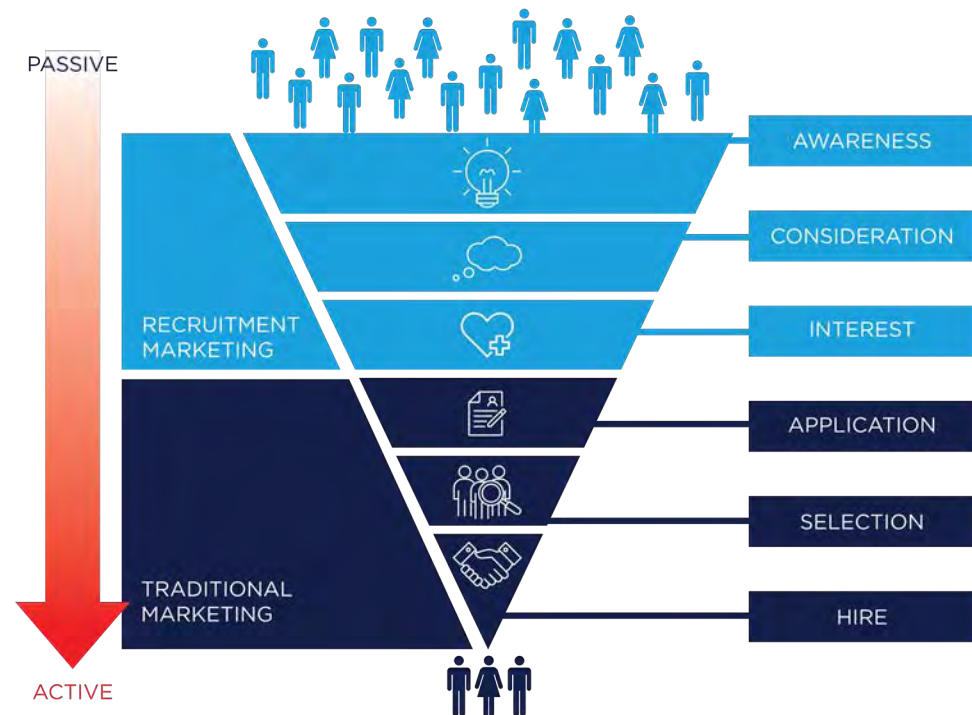 PASSIVE
AWARENESS
CONSIDERATION
INTEREST
RECRUITMENT
MARKETING
APPLICATION
SELECTION
TRADITIONAL
MARKETING
HIRE
ACTIVE